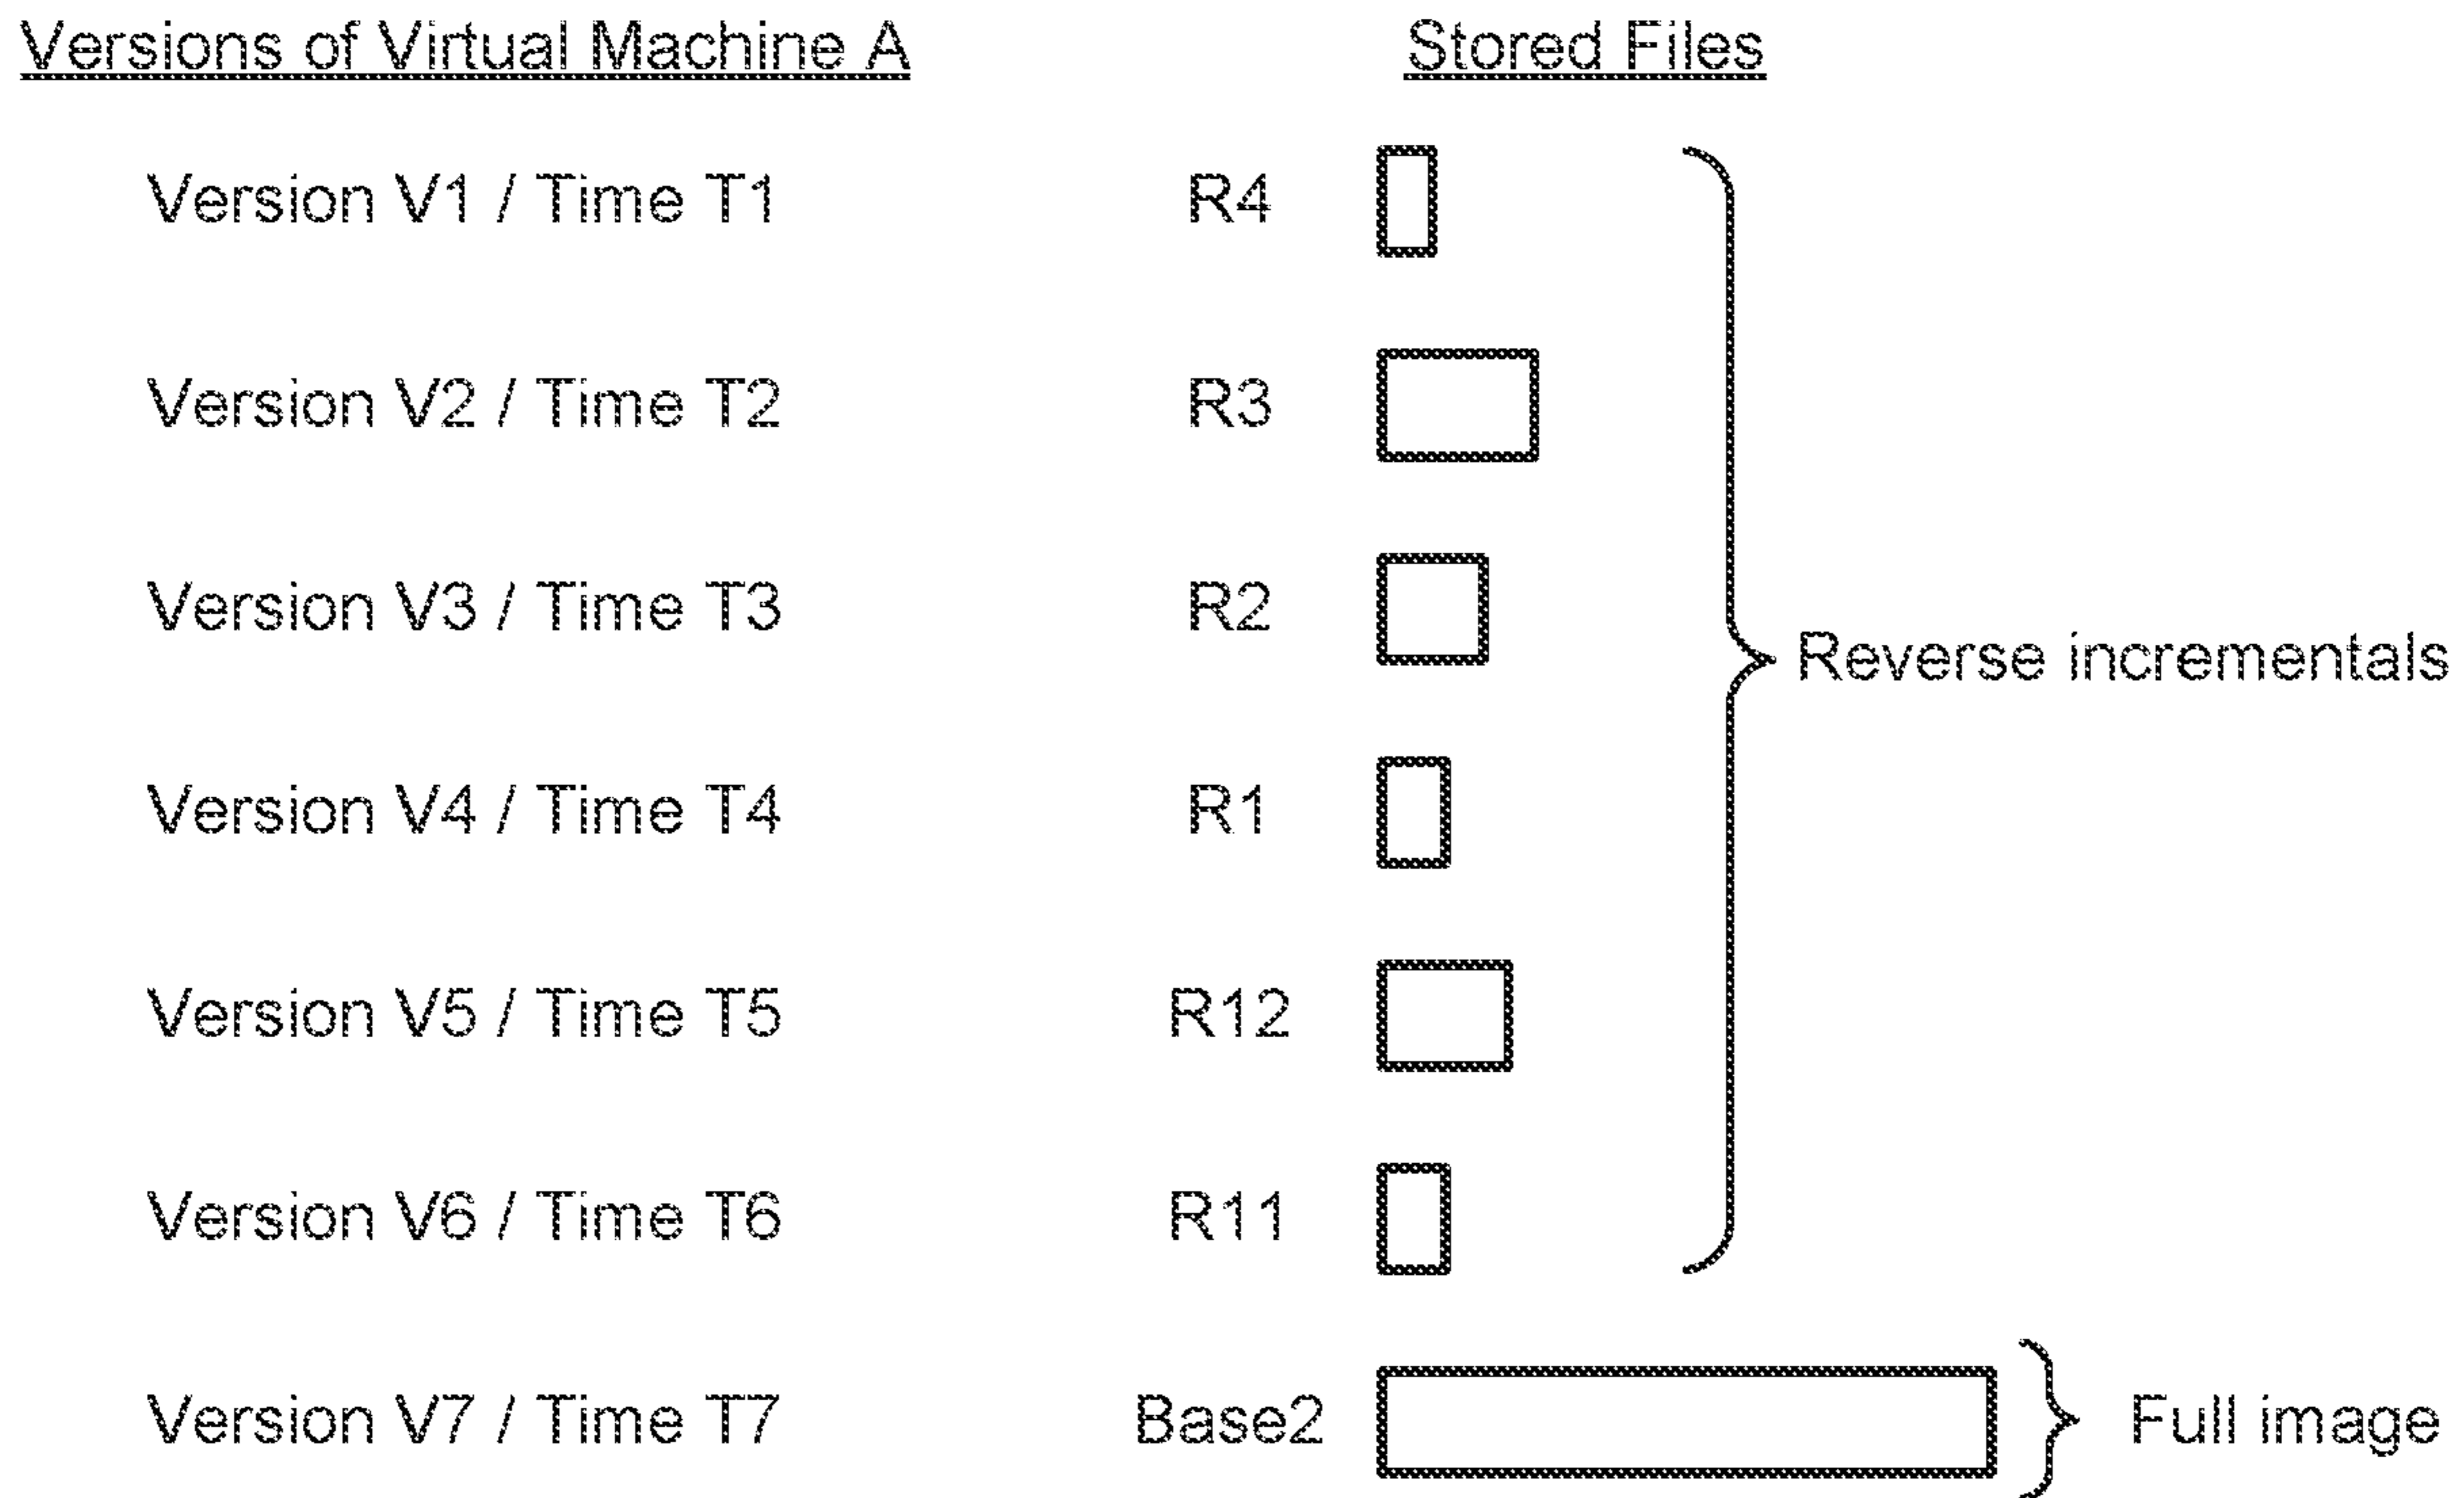 Versions of Virtual Machine A Stored Files
Version V1 / Time T1 R4
Version V2 / Time T2 R3
Version V3 / Time T3 R2
Reverse incrementals
Version V4 / Time T4 R1
Version V5 / Time T5 R12
Version V6 / Time T6 R11
Version V7 / Time T7 Base2 Full image